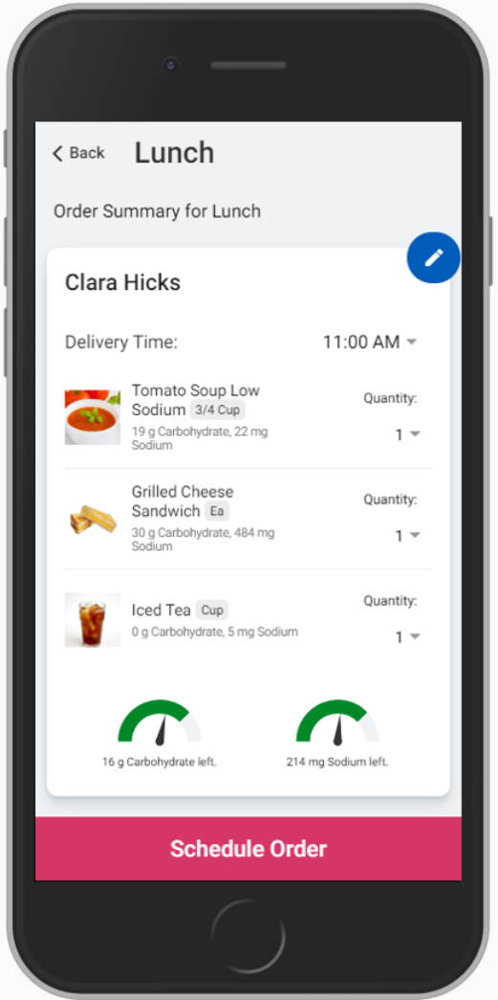 Back
Lunch
Order Summary for Lunch
Clara Hicks
Delivery Time:
11:00 AM
Tomato Soup Low
Sodium 3/4 Cup
19 g Carbohydrate, 22 mg
Sodium
Quantity:
1
Grilled Cheese
Sandwich Ea
30 g Carbohydrate, 484 mg
Sodium
Quantity:
1
Iced Tea Cup
0 g Carbohydrate, 5 mg Sodium
Quantity:
1
16 g Carbohydrate left.
214 mg Sodium left.
Schedule Order